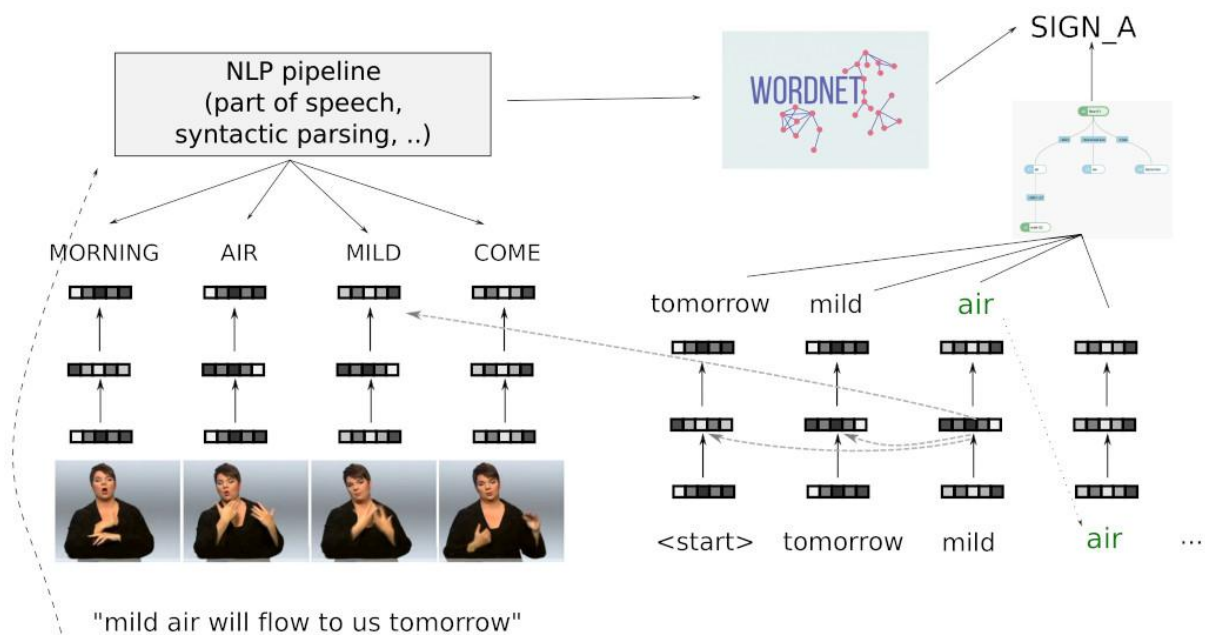 SIGN_A
NLP pipeline
(part of speech,
syntactic parsing, ..)
WORDNET
MORNING AIR MILD COME
tomorrow mild air
<start> tomorrow mild air ...
"mild air will flow to us tomorrow"